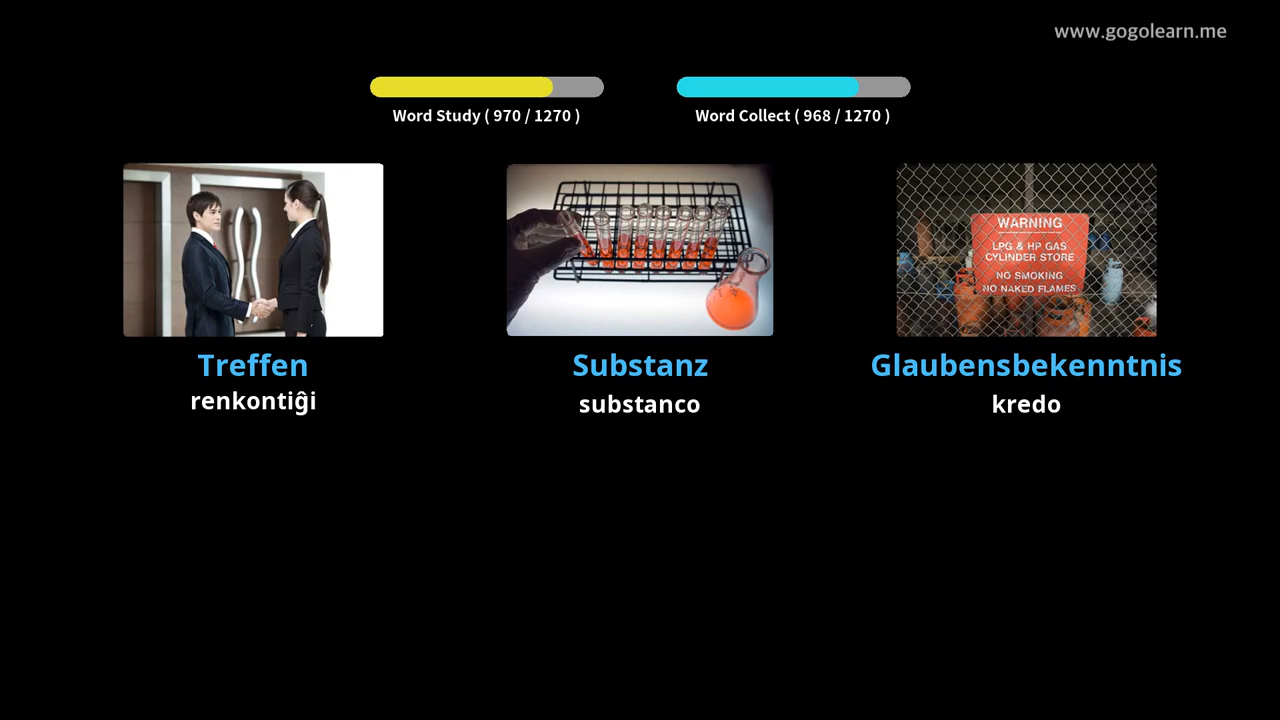 www.gogolearn.me
Word Study ( 970 / 1270 )
Word Collect ( 968 / 1270 )
WARNING
LPG & HP GAS
CYLINDER STORE
NO SMOKING
NO NAKED FLAMES
Treffen
renkontiĝi
Substanz
substanco
Glaubensbekenntnis
kredo